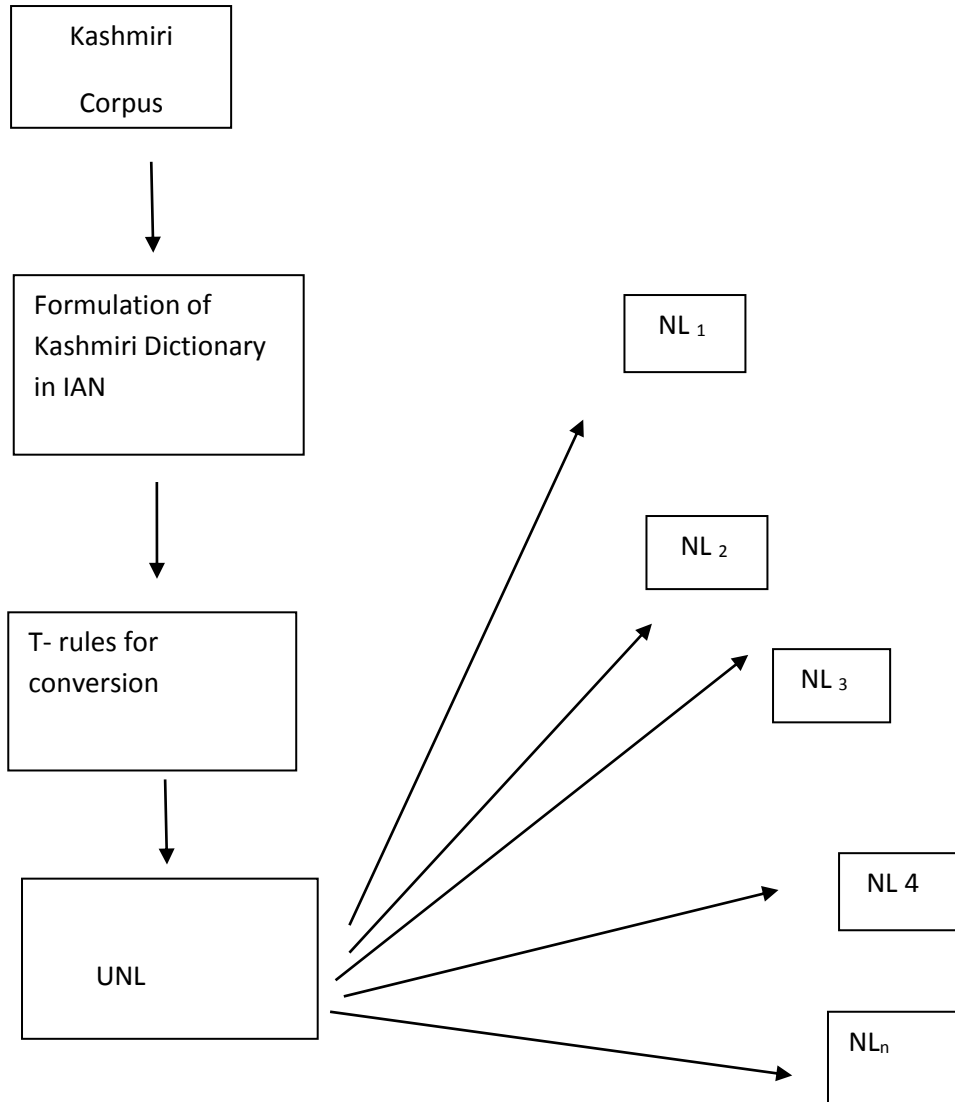 Kashmiri
Corpus
Formulation of
Kashmiri Dictionary
in IAN
T- rules for
conversion
UNL
NL 1
NL 2
NL 3
NL 4
NLn